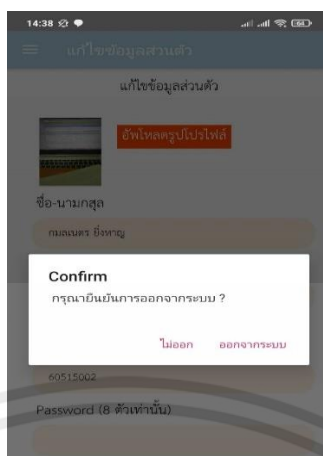 14:38
แก้ไขข้อมูลส่วนตัว
แก้ไขข้อมูลส่วนตัว
อัพโหลดรูปโปรไฟล์
ชื่อ-นามกสุล
กมลเนตร ยิ่งหาญ
Confirm
กรุณายืนยันการออกจากระบบ ?
ไม่ออก ออกจากระบบ
60515002
Password (8 ตัวเท่านั้น)